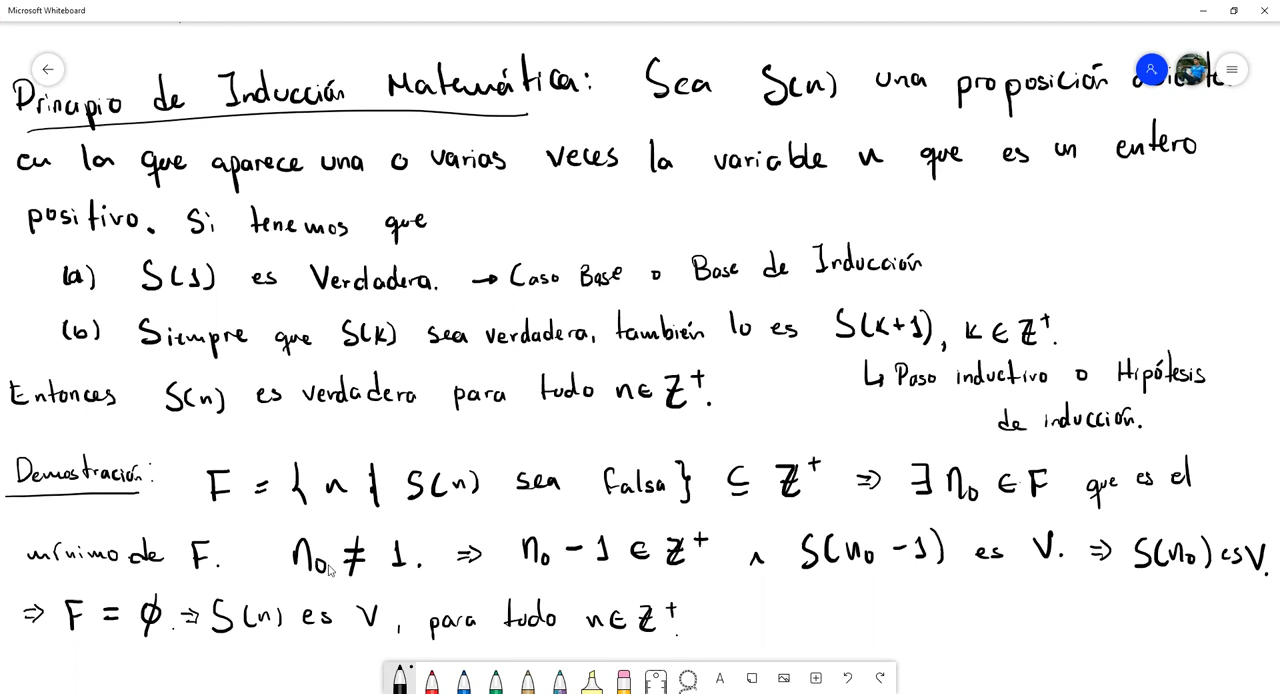 Microsoft Whiteboard
Principio de Inducción Matemática: Sea S(n) una proposición
en la que aparece una o varias veces la variable n que es un entero
positivo. Si tenemos que
(a) S(1) es Verdadera. → Caso Base o Base de Inducción
(b) Siempre que S(k) sea verdadera, también lo es S(k+1), k ∈ Z⁺.
↳ Paso inductivo o Hipótesis
Entonces S(n) es verdadera para todo n ∈ Z⁺.
de inducción.
Demostración: F = { n | S(n) sea falsa } ⊆ Z⁺ ⇒ ∃ n₀ ∈ F que es el
mínimo de F. n₀ ≠ 1. ⇒ n₀ - 1 ∈ Z⁺ ∧ S(n₀ - 1) es V. ⇒ S(n₀) es V.
⇒ F = ∅. ⇒ S(n) es V, para todo n ∈ Z⁺.
A